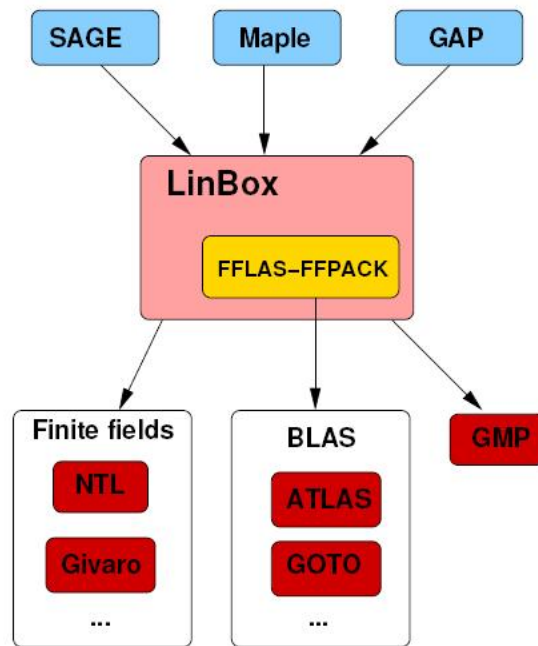 SAGE
Maple
GAP
LinBox
FFLAS-FFPACK
Finite fields
NTL
Givaro
...
BLAS
ATLAS
GOTO
...
GMP